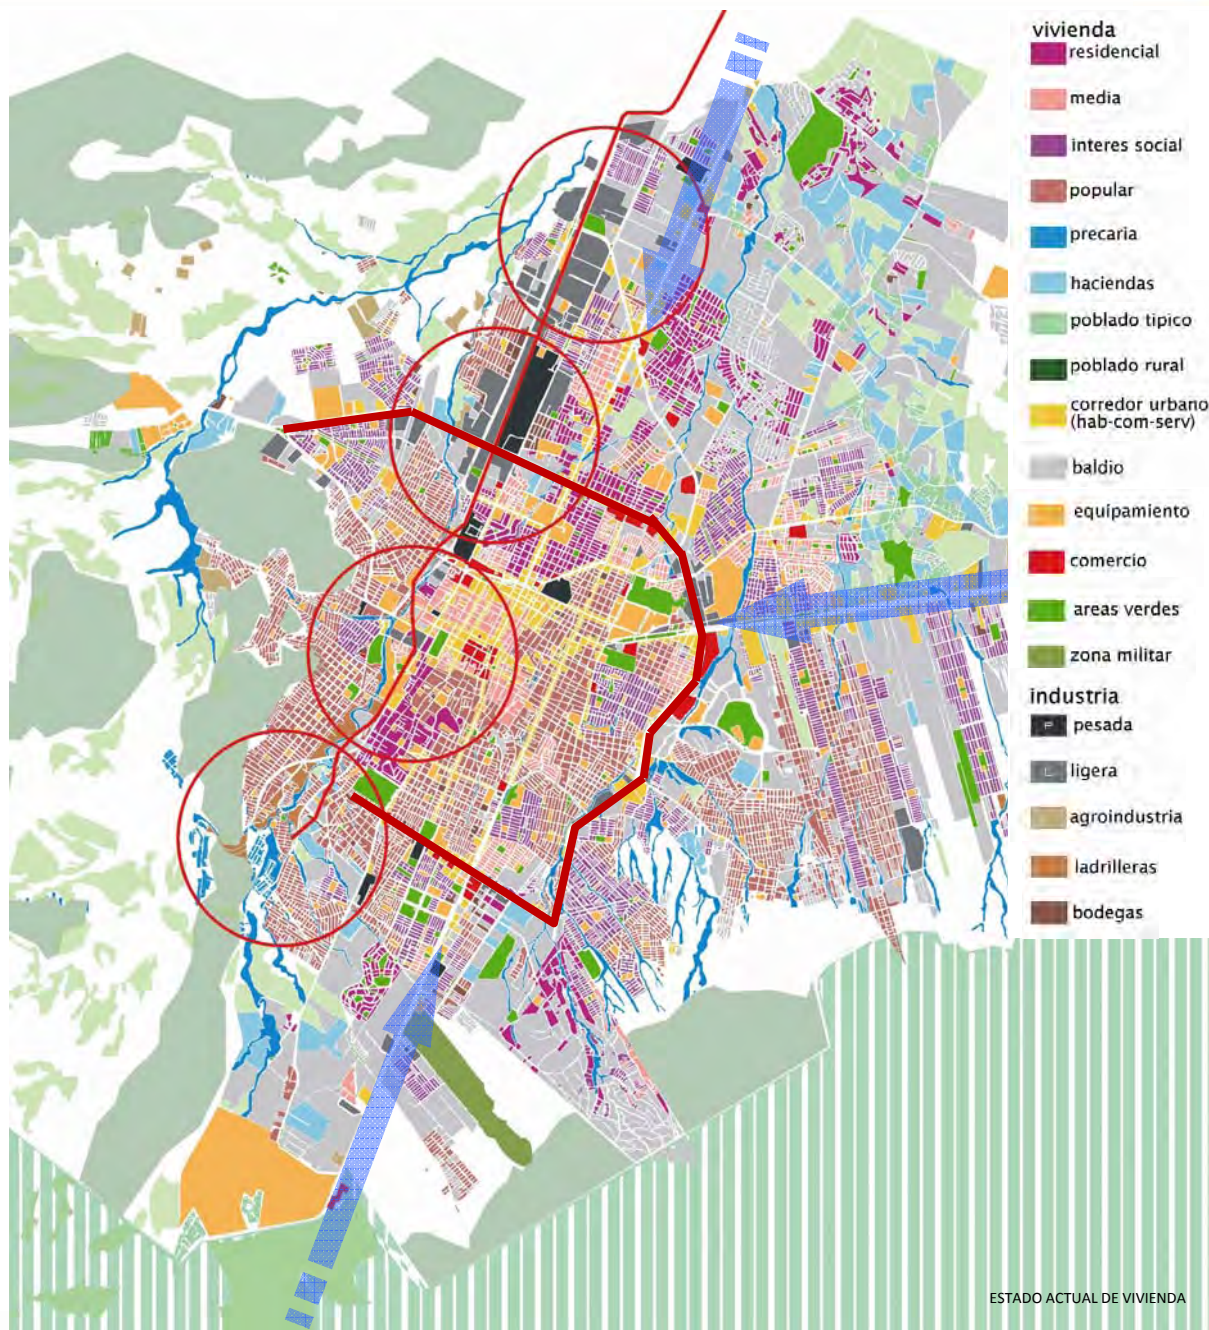 vivienda
residencial
media
interes social
popular
precaria
haciendas
poblado tipico
poblado rural
corredor urbano
(hab-com-serv)
baldio
equipamiento
comercio
areas verdes
zona militar
industria
P pesada
L ligera
agroindustria
ladrilleras
bodegas
ESTADO ACTUAL DE VIVIENDA